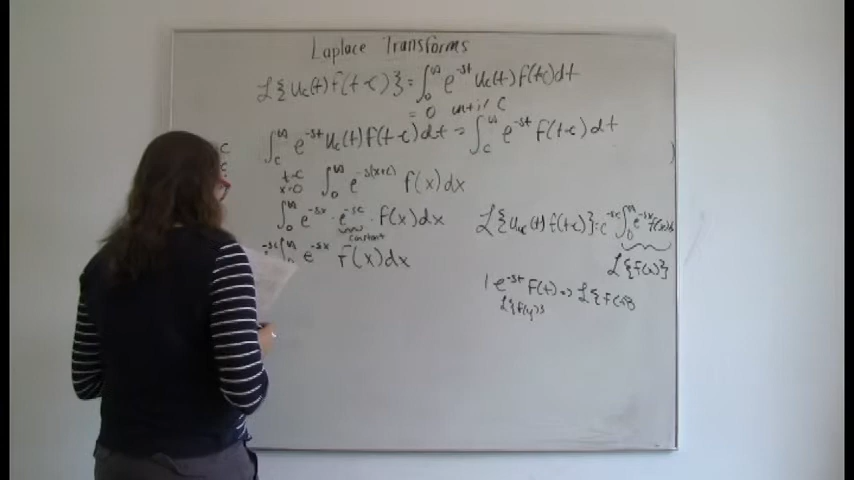 Laplace Transforms
ℒ{u_c(t)f(t-c)} = ∫_0^∞ e^{-st} u_c(t) f(t-c)dt
= 0 until c
∫_c^∞ e^{-st} u_c(t) f(t-c) dt = ∫_c^∞ e^{-st} f(t-c) dt
t=c
x=0 ∫_0^∞ e^{-s(x+c)} f(x)dx
∫_0^∞ e^{-sx} · e^{-sc} · f(x)dx
constant
e^{-sx} f(x)dx
ℒ{u_c(t)f(t-c)} = e^{-sc} ∫_0^∞ e^{-sx} f(x)dx
ℒ{f(x)}
e^{-st} f(t) => ℒ{f(t)}
ℒ{f(y)}